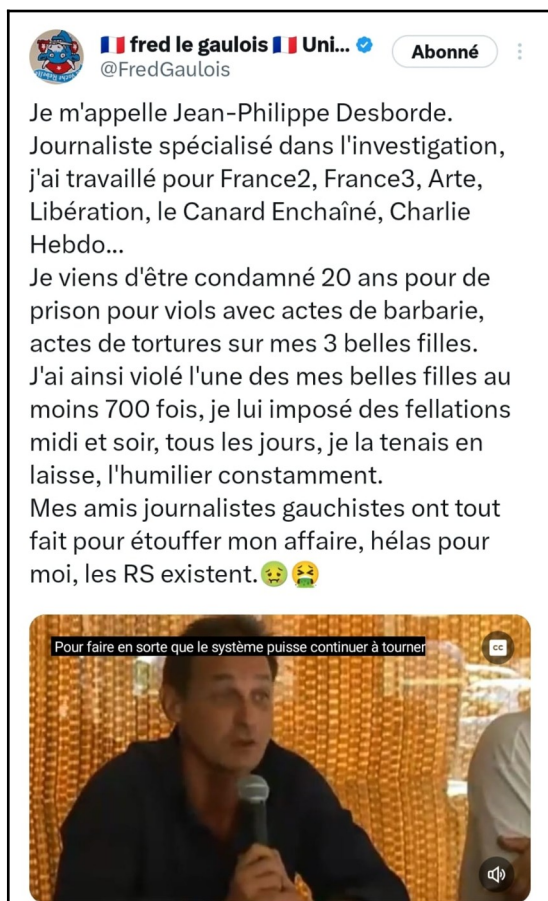 🇫🇷 fred le gaulois 🇫🇷 Uni...
Abonné
@FredGaulois
Je m'appelle Jean-Philippe Desborde.
Journaliste spécialisé dans l'investigation,
j'ai travaillé pour France2, France3, Arte,
Libération, le Canard Enchaîné, Charlie
Hebdo...
Je viens d'être condamné 20 ans pour de
prison pour viols avec actes de barbarie,
actes de tortures sur mes 3 belles filles.
J'ai ainsi violé l'une des mes belles filles au
moins 700 fois, je lui imposé des fellations
midi et soir, tous les jours, je la tenais en
laisse, l'humilier constamment.
Mes amis journalistes gauchistes ont tout
fait pour étouffer mon affaire, hélas pour
moi, les RS existent.🤢🤮
Pour faire en sorte que le système puisse continuer à tourner
CC